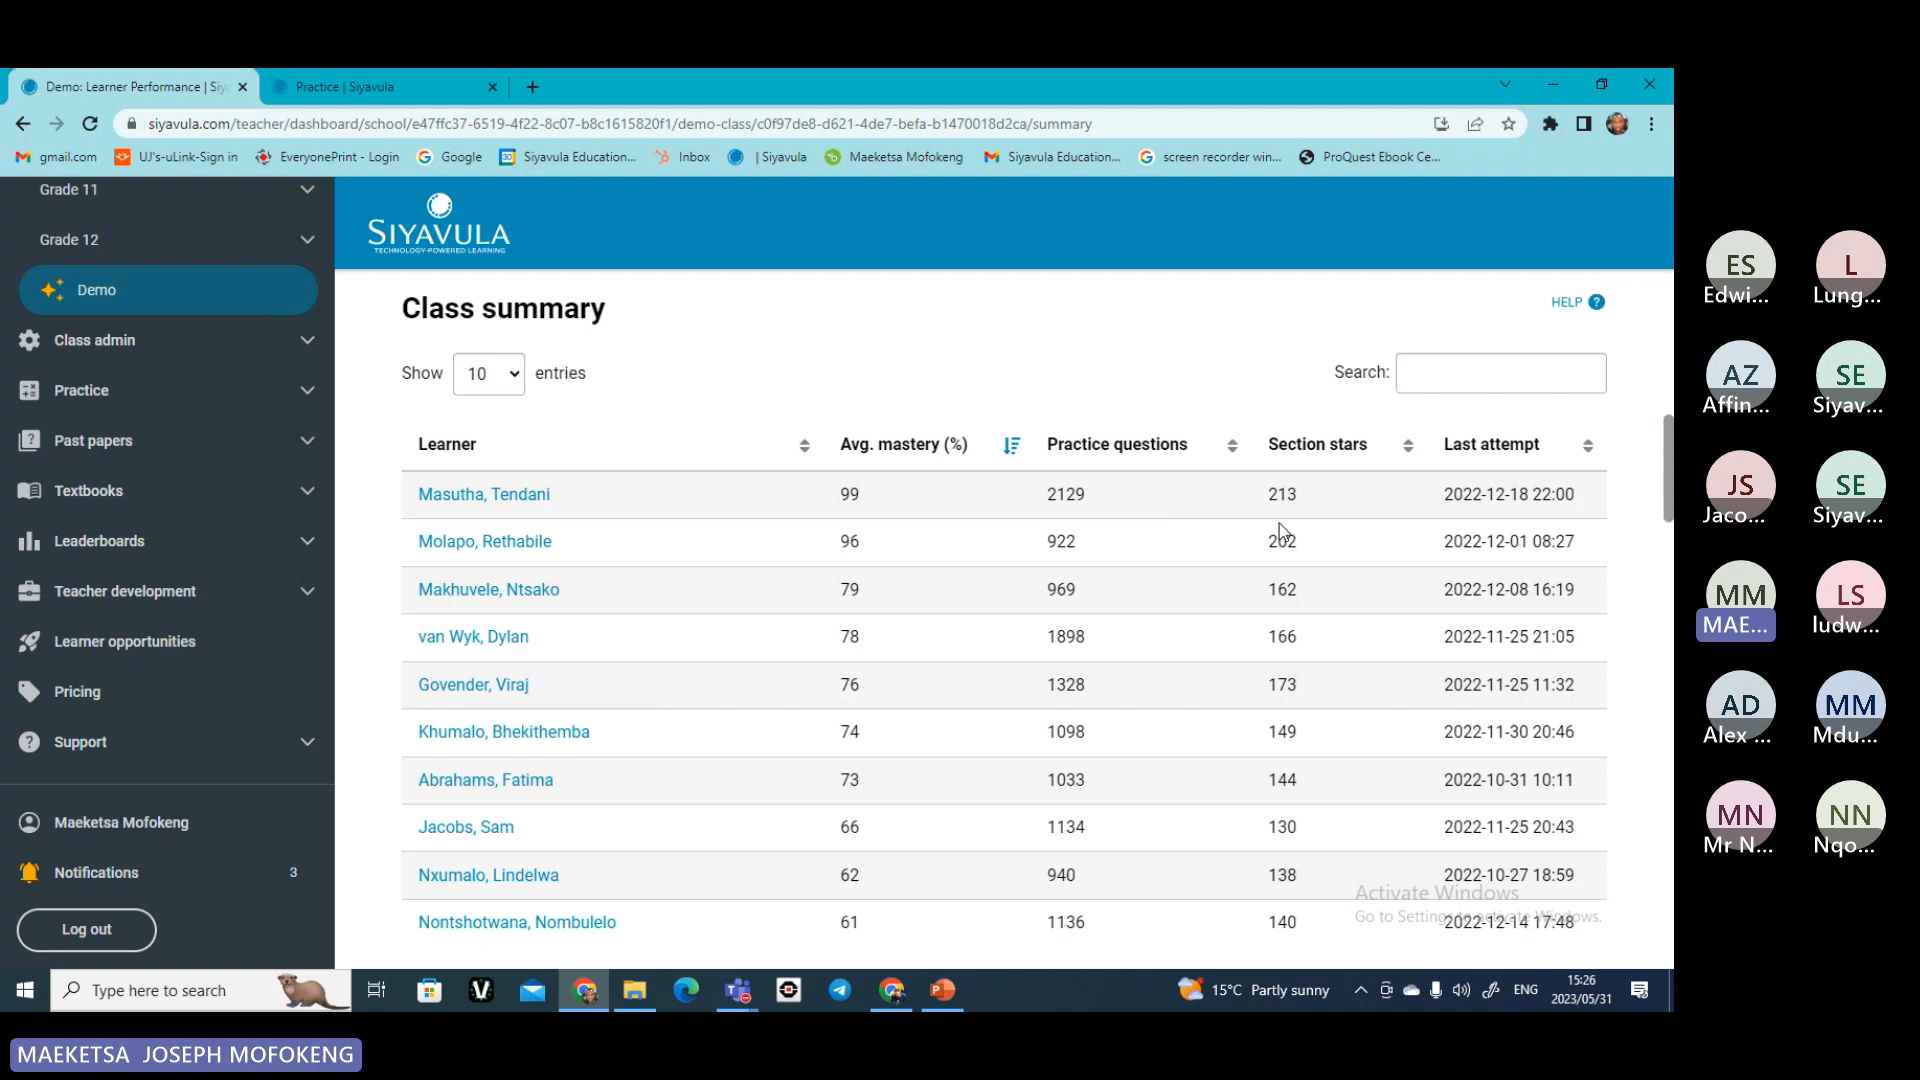 Demo: Learner Performance | Siy
Practice | Siyavula
siyavula.com/teacher/dashboard/school/e47ffc37-6519-4f22-8c07-b8c1615820f1/demo-class/c0f97de8-d621-4de7-befa-b1470018d2ca/summary
gmail.com
UJ's-uLink-Sign in
EveryonePrint - Login
Google
Siyavula Education...
Inbox
| Siyavula
Maeketsa Mofokeng
Siyavula Education...
screen recorder win...
ProQuest Ebook Ce...
Grade 11
Grade 12
Demo
Class admin
Practice
Past papers
Textbooks
Leaderboards
Teacher development
Learner opportunities
Pricing
Support
Maeketsa Mofokeng
Notifications 3
Log out
SIYAVULA
TECHNOLOGY-POWERED LEARNING
Class summary
HELP ?
Show 10 entries
Search:
Learner Avg. mastery (%) Practice questions Section stars Last attempt
Masutha, Tendani 99 2129 213 2022-12-18 22:00
Molapo, Rethabile 96 922 202 2022-12-01 08:27
Makhuvele, Ntsako 79 969 162 2022-12-08 16:19
van Wyk, Dylan 78 1898 166 2022-11-25 21:05
Govender, Viraj 76 1328 173 2022-11-25 11:32
Khumalo, Bhekithemba 74 1098 149 2022-11-30 20:46
Abrahams, Fatima 73 1033 144 2022-10-31 10:11
Jacobs, Sam 66 1134 130 2022-11-25 20:43
Nxumalo, Lindelwa 62 940 138 2022-10-27 18:59
Nontshotwana, Nombulelo 61 1136 140 2022-12-14 17:48
Activate Windows
Go to Settings to activate Windows.
Type here to search
15°C Partly sunny
ENG
15:26
2023/05/31
ES
Edwi...
L
Lung...
AZ
Affin...
SE
Siyav...
JS
Jaco...
SE
Siyav...
MM
MAE...
LS
ludw...
AD
Alex ...
MM
Mdu...
MN
Mr N...
NN
Nqo...
MAEKETSA JOSEPH MOFOKENG